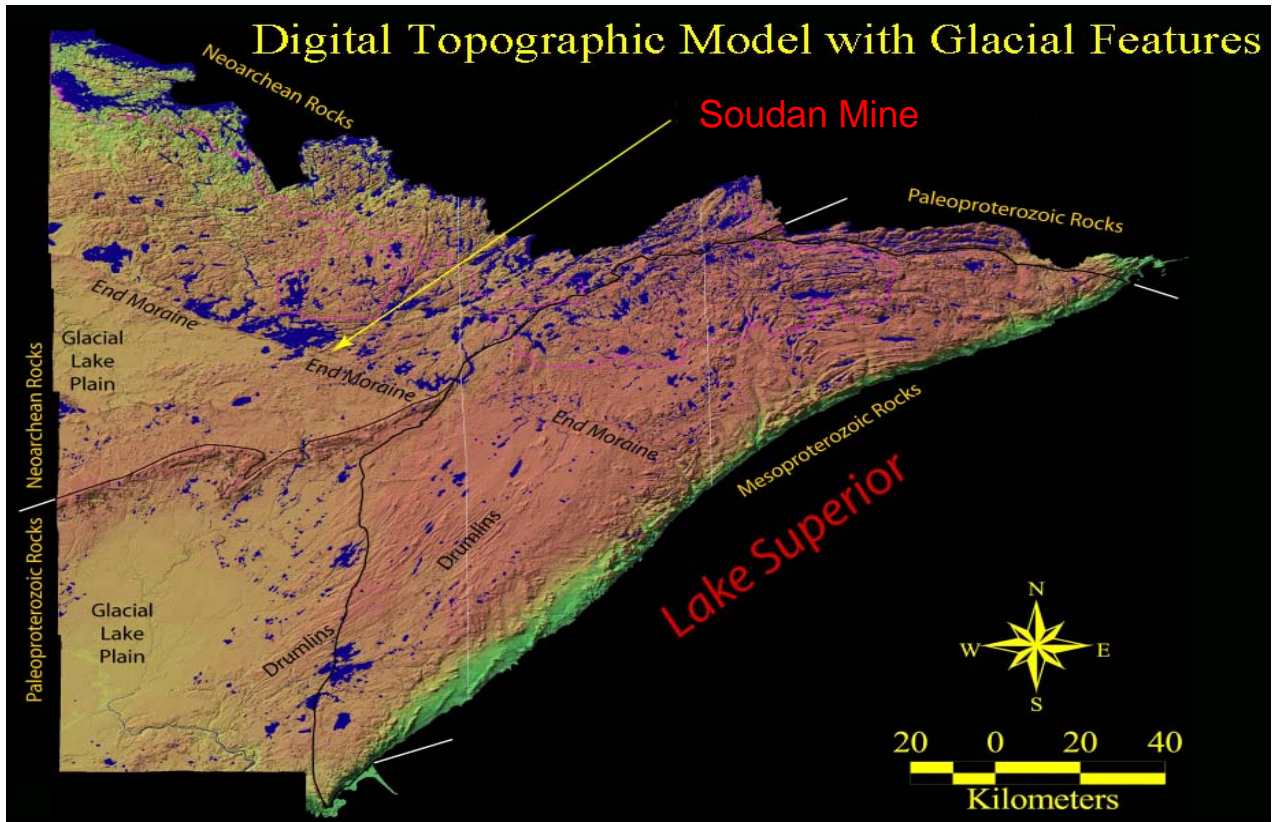 Digital Topographic Model with Glacial Features
Neoarchean Rocks
Soudan Mine
Paleoproterozoic Rocks
End Moraine
Glacial
Lake
Plain
End Moraine
Neoarchean Rocks
End Moraine
Mesoproterozoic Rocks
Lake Superior
Drumlins
Paleoproterozoic Rocks
Glacial
Lake
Plain
Drumlins
N
W
E
S
20 0 20 40
Kilometers